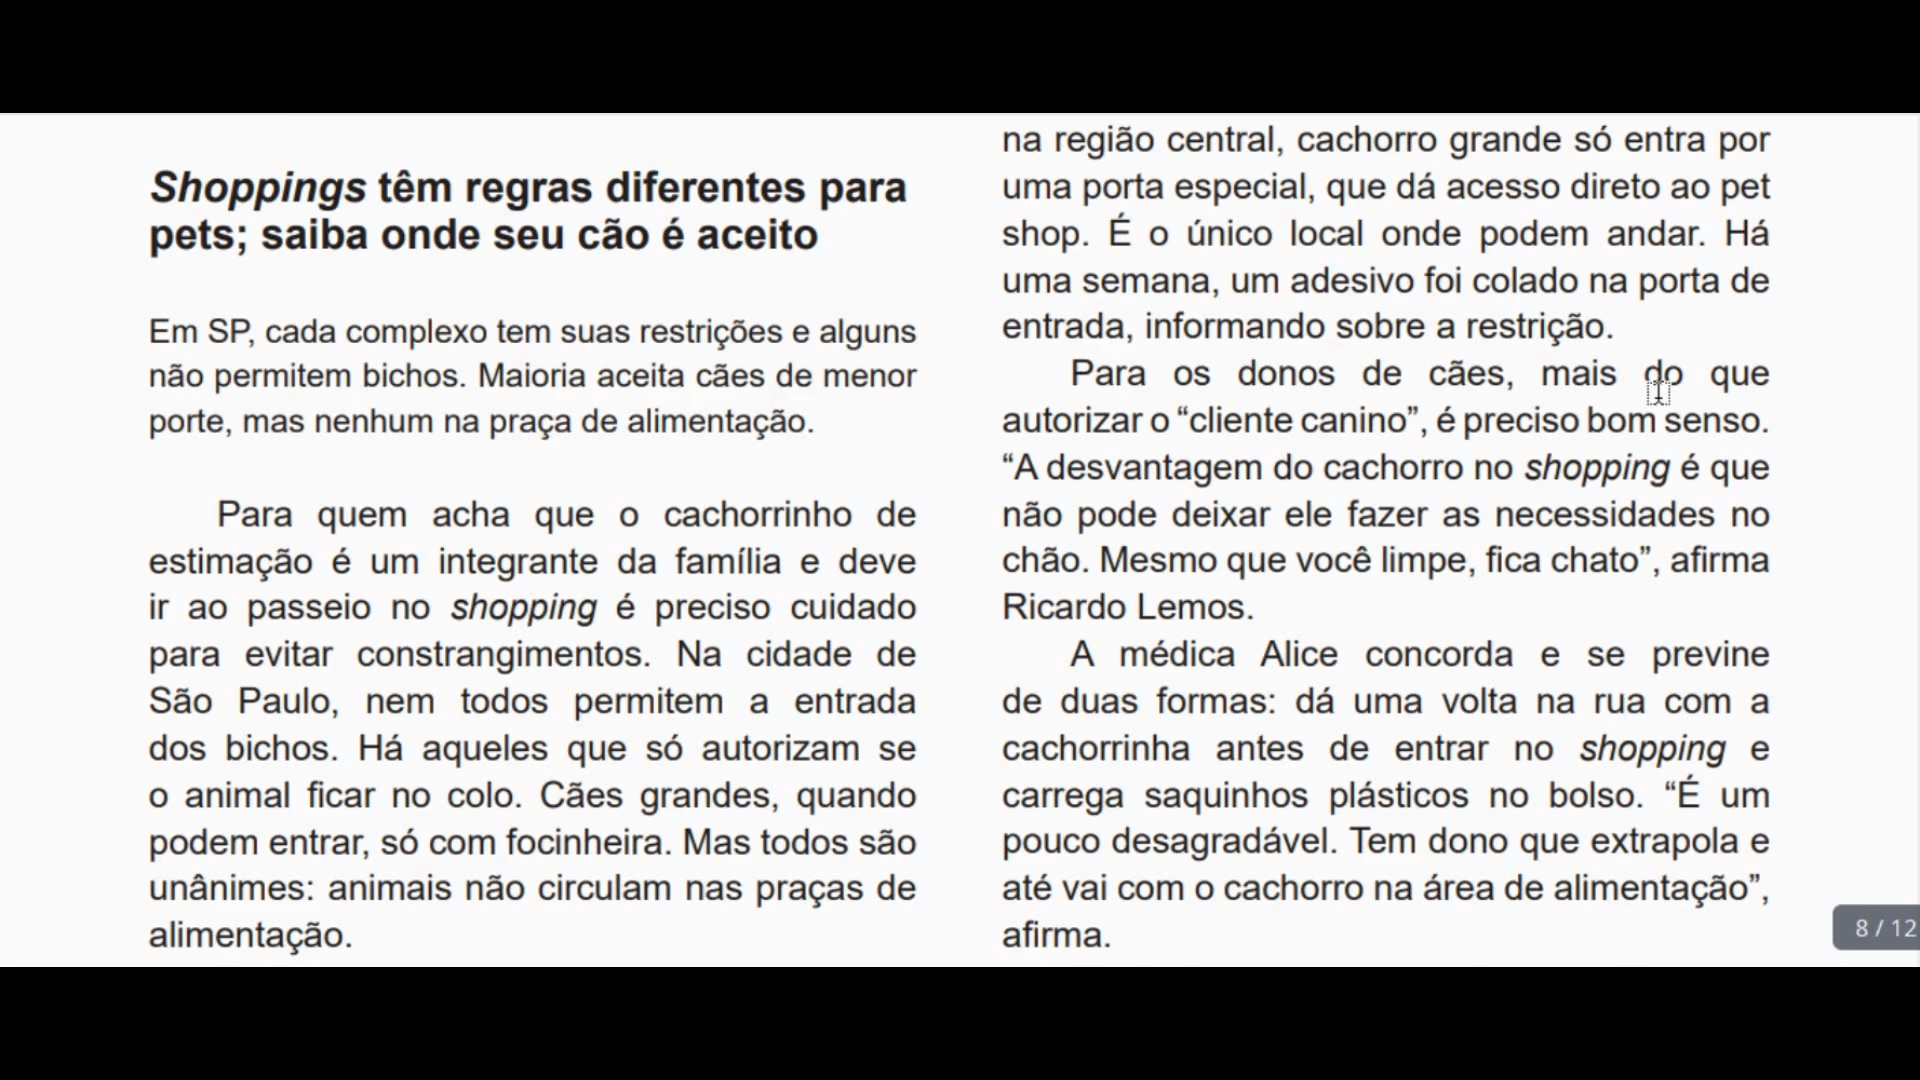 Shoppings têm regras diferentes para
pets; saiba onde seu cão é aceito
Em SP, cada complexo tem suas restrições e alguns
não permitem bichos. Maioria aceita cães de menor
porte, mas nenhum na praça de alimentação.
Para quem acha que o cachorrinho de
estimação é um integrante da família e deve
ir ao passeio no shopping é preciso cuidado
para evitar constrangimentos. Na cidade de
São Paulo, nem todos permitem a entrada
dos bichos. Há aqueles que só autorizam se
o animal ficar no colo. Cães grandes, quando
podem entrar, só com focinheira. Mas todos são
unânimes: animais não circulam nas praças de
alimentação.
na região central, cachorro grande só entra por
uma porta especial, que dá acesso direto ao pet
shop. É o único local onde podem andar. Há
uma semana, um adesivo foi colado na porta de
entrada, informando sobre a restrição.
Para os donos de cães, mais do que
autorizar o “cliente canino”, é preciso bom senso.
“A desvantagem do cachorro no shopping é que
não pode deixar ele fazer as necessidades no
chão. Mesmo que você limpe, fica chato”, afirma
Ricardo Lemos.
A médica Alice concorda e se previne
de duas formas: dá uma volta na rua com a
cachorrinha antes de entrar no shopping e
carrega saquinhos plásticos no bolso. “É um
pouco desagradável. Tem dono que extrapola e
até vai com o cachorro na área de alimentação”,
afirma.
8 / 12